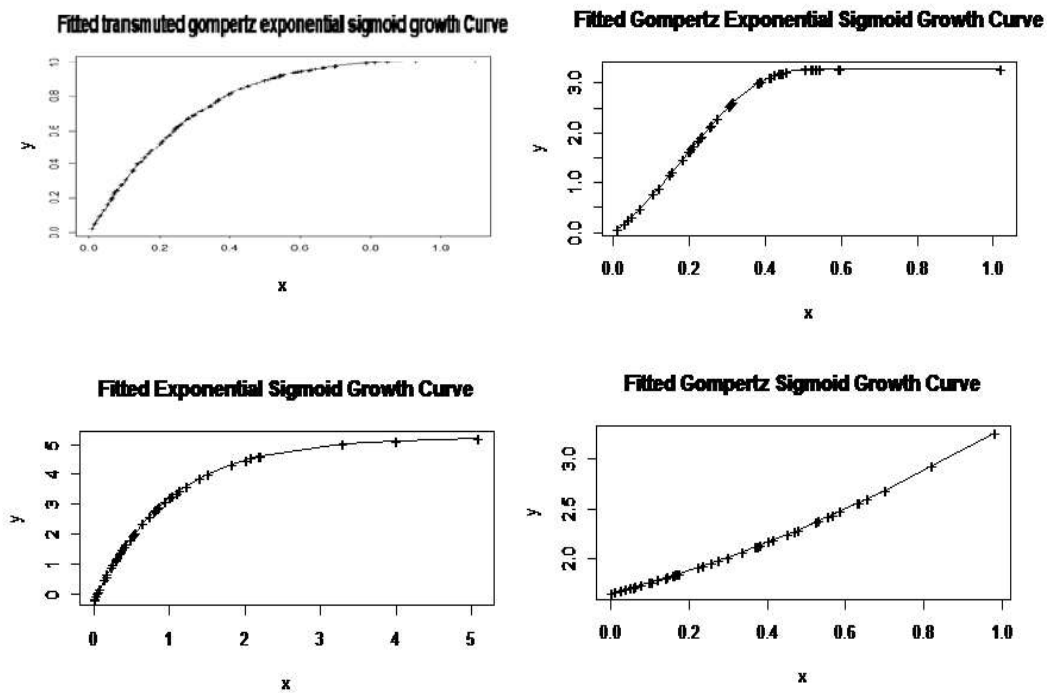 Fitted transmuted gompertz exponential sigmoid growth Curve
y
0.0 0.2 0.4 0.6 0.8 1.0
0.0 0.2 0.4 0.6 0.8 1.0
x
Fitted Gompertz Exponential Sigmoid Growth Curve
y
0.0 1.0 2.0 3.0
0.0 0.2 0.4 0.6 0.8 1.0
x
Fitted Exponential Sigmoid Growth Curve
y
0 1 2 3 4 5
0 1 2 3 4 5
x
Fitted Gompertz Sigmoid Growth Curve
y
2.0 2.5 3.0
0.0 0.2 0.4 0.6 0.8 1.0
x